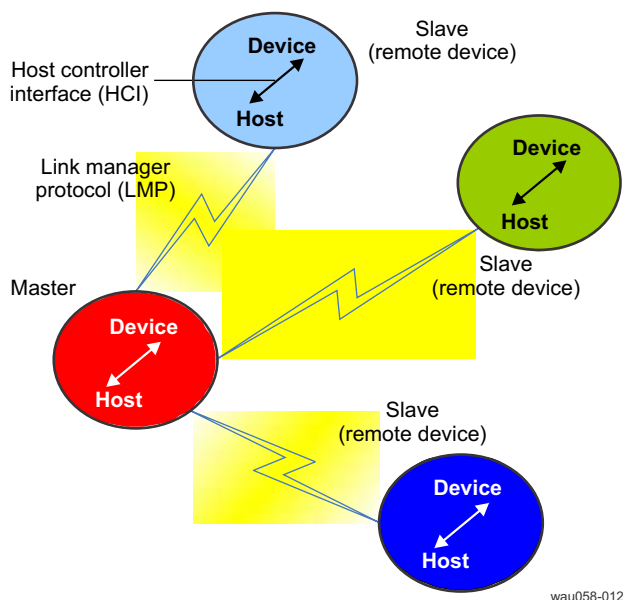 Slave
(remote device)
Device
Host
Host controller
interface (HCI)
Link manager
protocol (LMP)
Device
Host
Slave
(remote device)
Master
Device
Host
Slave
(remote device)
Device
Host
wau058-012